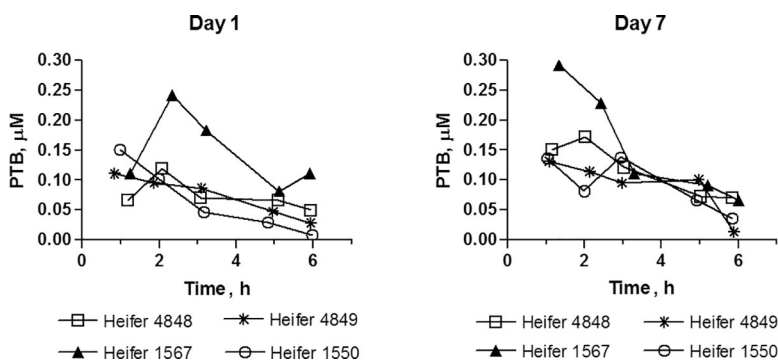 Day 1
0.30
0.25
0.20
0.15
0.10
0.05
0.00
PTB, µM
0 2 4 6
Time , h
Heifer 4848 Heifer 4849
Heifer 1567 Heifer 1550
Day 7
0.30
0.25
0.20
0.15
0.10
0.05
0.00
PTB, µM
0 2 4 6
Time, h
Heifer 4848 Heifer 4849
Heifer 1567 Heifer 1550